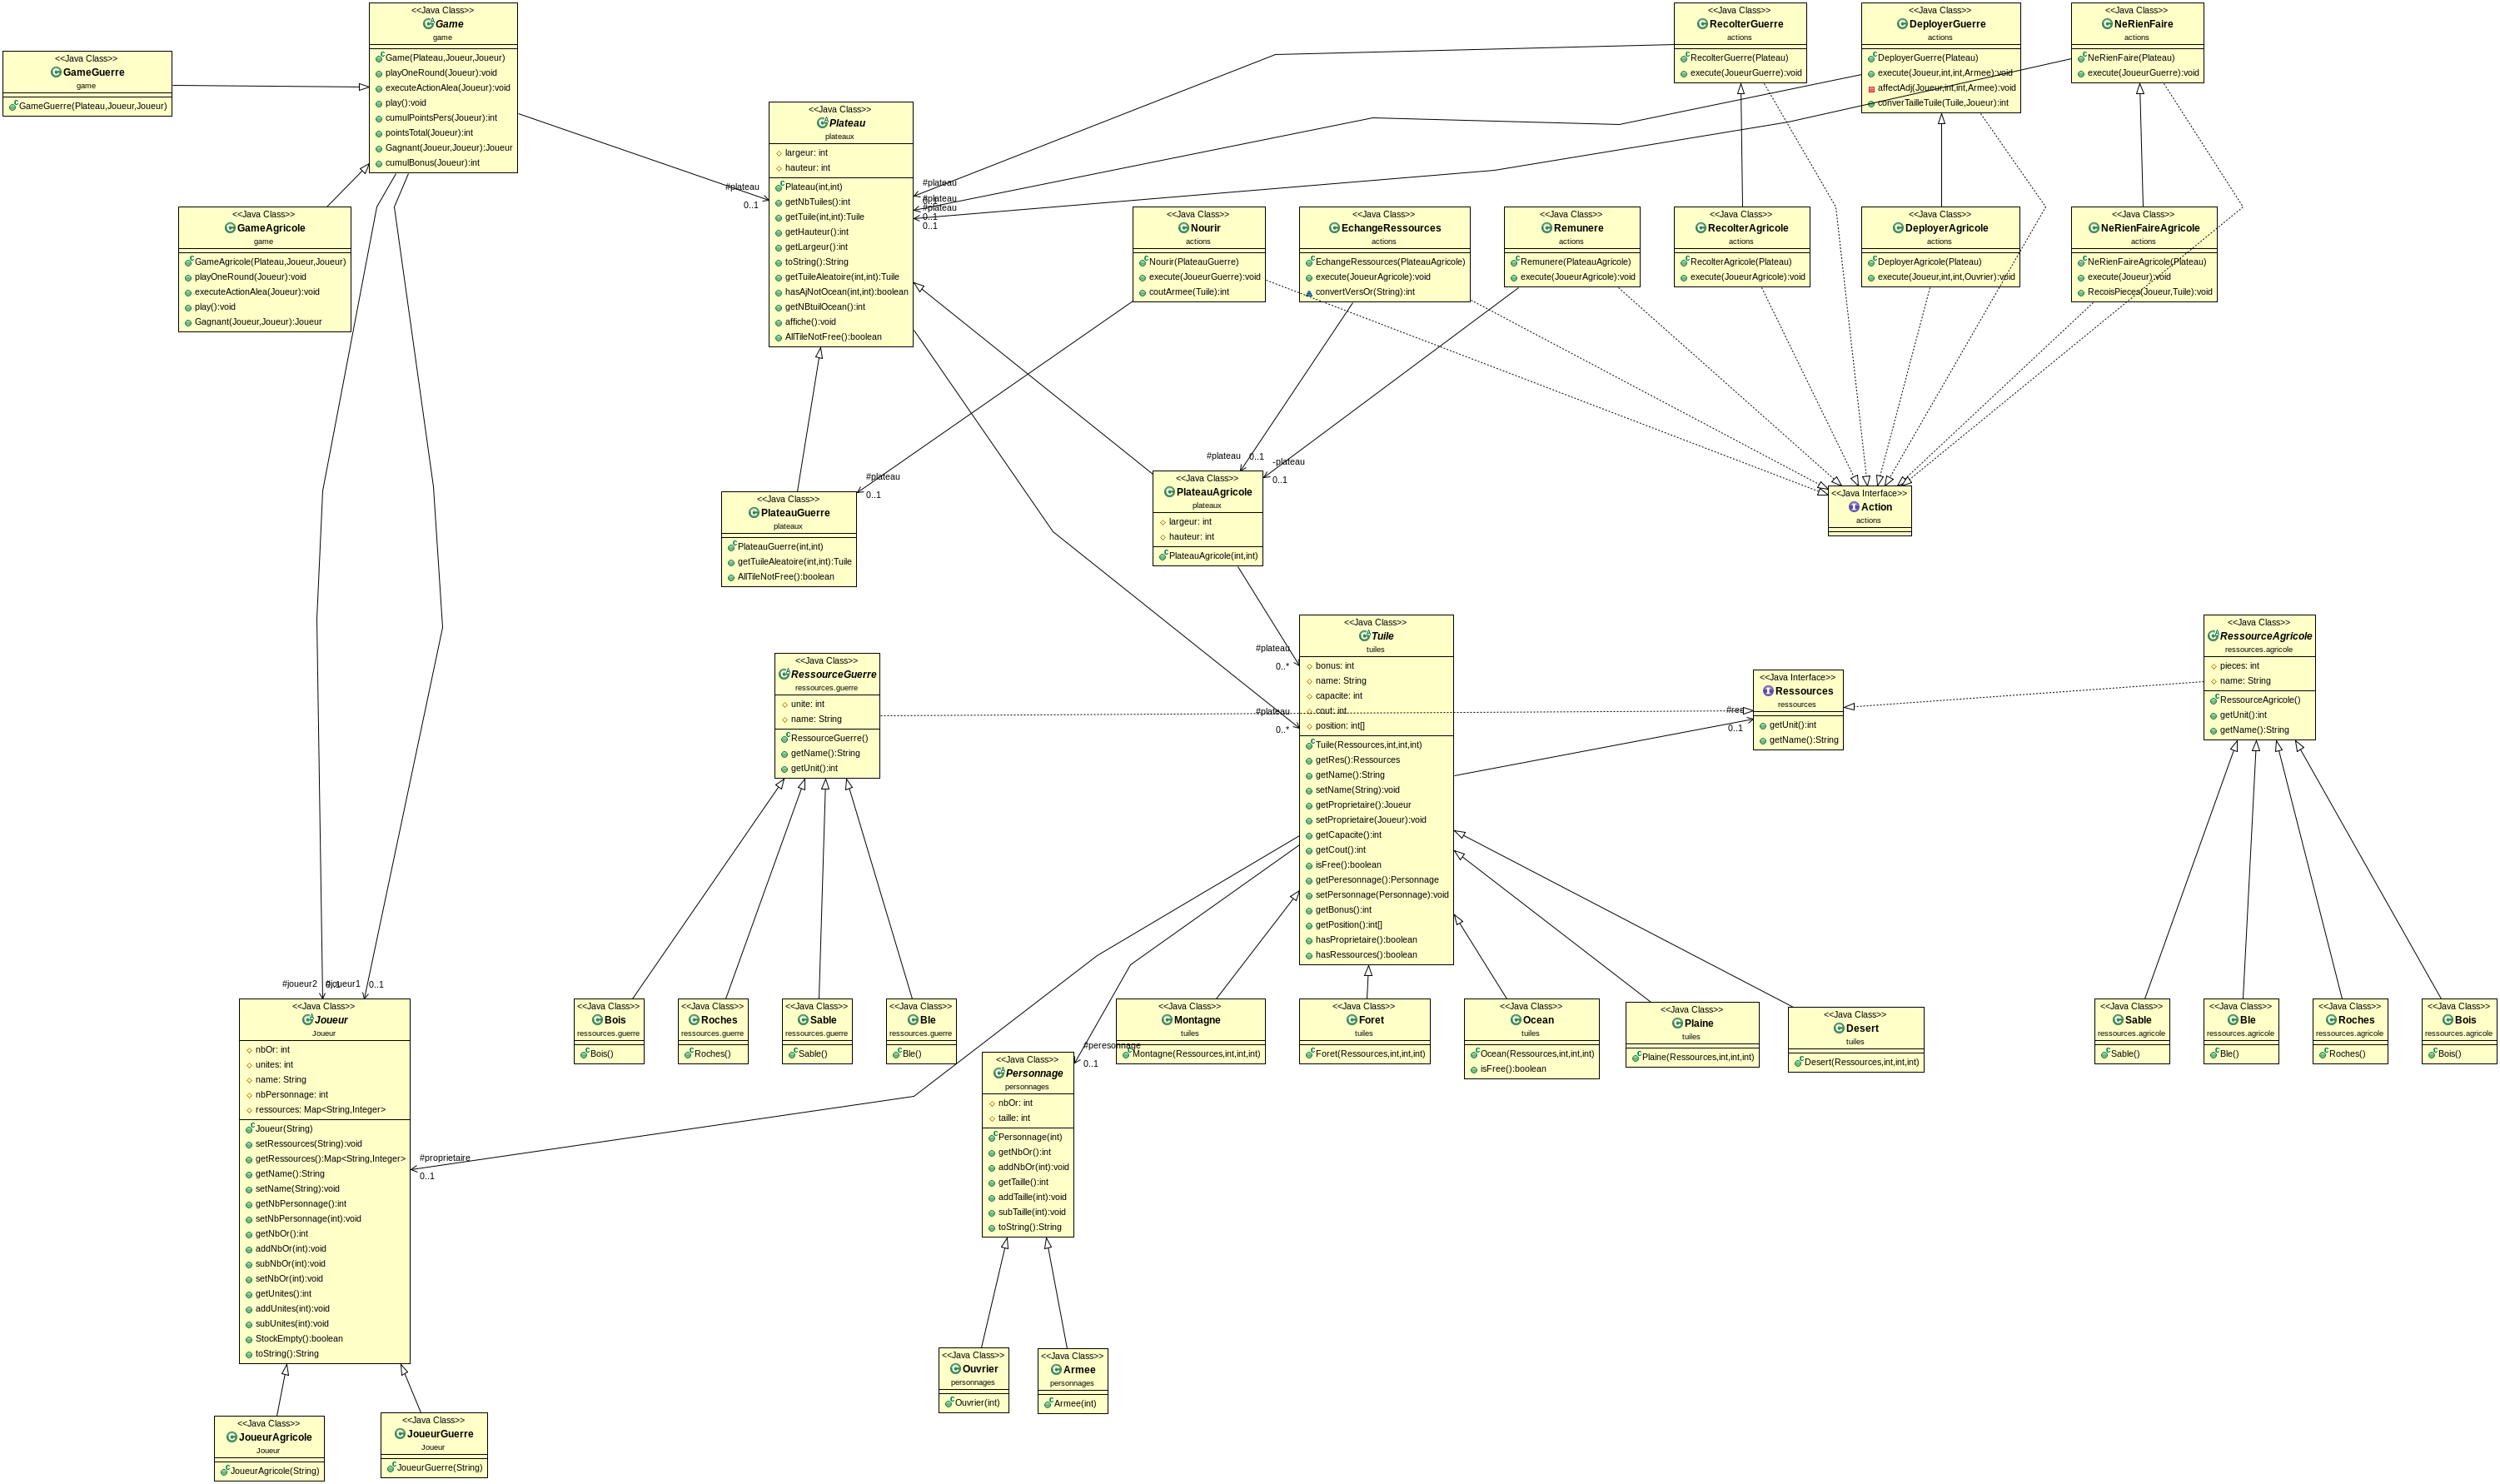 <<Java Class>>
Game
game
Game(Plateau,Joueur,Joueur)
playOneRound(Joueur):void
executeActionAlea(Joueur):void
play():void
cumulPointsPers(Joueur):int
pointsTotal(Joueur):int
Gagnant(Joueur,Joueur):Joueur
cumulBonus(Joueur):int
<<Java Class>>
GameGuerre
game
GameGuerre(Plateau,Joueur,Joueur)
<<Java Class>>
GameAgricole
game
GameAgricole(Plateau,Joueur,Joueur)
playOneRound(Joueur):void
executeActionAlea(Joueur):void
play():void
Gagnant(Joueur,Joueur):Joueur
<<Java Class>>
Plateau
plateaux
largeur: int
hauteur: int
Plateau(int,int)
getNbTuiles():int
getTuile(int,int):Tuile
getHauteur():int
getLargeur():int
toString():String
getTuileAleatoire(int,int):Tuile
hasAjNotOcean(int,int):boolean
getNBtuilOcean():int
affiche():void
AllTileNotFree():boolean
#plateau
0..1
#plateau
0..1
#plateau
#plateau
0..1
0..1
<<Java Class>>
RecolterGuerre
actions
RecolterGuerre(Plateau)
execute(JoueurGuerre):void
<<Java Class>>
DeployerGuerre
actions
DeployerGuerre(Plateau)
execute(Joueur,int,int,Armee):void
affectAdj(Joueur,int,int,Armee):void
converTailleTuile(Tuile,Joueur):int
<<Java Class>>
NeRienFaire
actions
NeRienFaire(Plateau)
execute(JoueurGuerre):void
<<Java Class>>
Nourir
actions
Nourir(PlateauGuerre)
execute(JoueurGuerre):void
coutArmee(Tuile):int
<<Java Class>>
EchangeRessources
actions
EchangeRessources(PlateauAgricole)
execute(JoueurAgricole):void
convertVersOr(String):int
<<Java Class>>
Remunere
actions
Remunere(PlateauAgricole)
execute(JoueurAgricole):void
<<Java Class>>
RecolterAgricole
actions
RecolterAgricole(Plateau)
execute(JoueurAgricole):void
<<Java Class>>
DeployerAgricole
actions
DeployerAgricole(Plateau)
execute(Joueur,int,int,Ouvrier):void
<<Java Class>>
NeRienFaireAgricole
actions
NeRienFaireAgricole(Plateau)
execute(Joueur):void
RecoisPieces(Joueur,Tuile):void
#plateau
0..1
<<Java Class>>
PlateauGuerre
plateaux
PlateauGuerre(int,int)
getTuileAleatoire(int,int):Tuile
AllTileNotFree():boolean
#plateau
0..1
-plateau
0..1
<<Java Class>>
PlateauAgricole
plateaux
largeur: int
hauteur: int
PlateauAgricole(int,int)
<<Java Interface>>
Action
actions
<<Java Class>>
RessourceGuerre
ressources.guerre
unite: int
name: String
RessourceGuerre()
getName():String
getUnit():int
#plateau
0..*
#plateau
0..*
<<Java Class>>
Tuile
tuiles
bonus: int
name: String
capacite: int
cout: int
position: int[]
Tuile(Ressources,int,int,int)
getRes():Ressources
getName():String
setName(String):void
getProprietaire():Joueur
setProprietaire(Joueur):void
getCapacite():int
getCout():int
isFree():boolean
getPeresonnage():Personnage
setPersonnage(Personnage):void
getBonus():int
getPosition():int[]
hasProprietaire():boolean
hasRessources():boolean
#res
0..1
<<Java Interface>>
Ressources
ressources
getUnit():int
getName():String
<<Java Class>>
RessourceAgricole
ressources.agricole
pieces: int
name: String
RessourceAgricole()
getUnit():int
getName():String
#joueur2
0..1
#joueur1
0..1
<<Java Class>>
Joueur
Joueur
nbOr: int
unites: int
name: String
nbPersonnage: int
ressources: Map<String,Integer>
Joueur(String)
setRessources(String):void
getRessources():Map<String,Integer>
getName():String
setName(String):void
getNbPersonnage():int
setNbPersonnage(int):void
getNbOr():int
addNbOr(int):void
subNbOr(int):void
setNbOr(int):void
getUnites():int
addUnites(int):void
subUnites(int):void
StockEmpty():boolean
toString():String
#proprietaire
0..1
<<Java Class>>
Bois
ressources.guerre
Bois()
<<Java Class>>
Roches
ressources.guerre
Roches()
<<Java Class>>
Sable
ressources.guerre
Sable()
<<Java Class>>
Ble
ressources.guerre
Ble()
#peresonnage
0..1
<<Java Class>>
Personnage
personnages
nbOr: int
taille: int
Personnage(int)
getNbOr():int
addNbOr(int):void
getTaille():int
addTaille(int):void
subTaille(int):void
toString():String
<<Java Class>>
Montagne
tuiles
Montagne(Ressources,int,int,int)
<<Java Class>>
Foret
tuiles
Foret(Ressources,int,int,int)
<<Java Class>>
Ocean
tuiles
Ocean(Ressources,int,int,int)
isFree():boolean
<<Java Class>>
Plaine
tuiles
Plaine(Ressources,int,int,int)
<<Java Class>>
Desert
tuiles
Desert(Ressources,int,int,int)
<<Java Class>>
Sable
ressources.agricole
Sable()
<<Java Class>>
Ble
ressources.agricole
Ble()
<<Java Class>>
Roches
ressources.agricole
Roches()
<<Java Class>>
Bois
ressources.agricole
Bois()
<<Java Class>>
Ouvrier
personnages
Ouvrier(int)
<<Java Class>>
Armee
personnages
Armee(int)
<<Java Class>>
JoueurAgricole
Joueur
JoueurAgricole(String)
<<Java Class>>
JoueurGuerre
Joueur
JoueurGuerre(String)